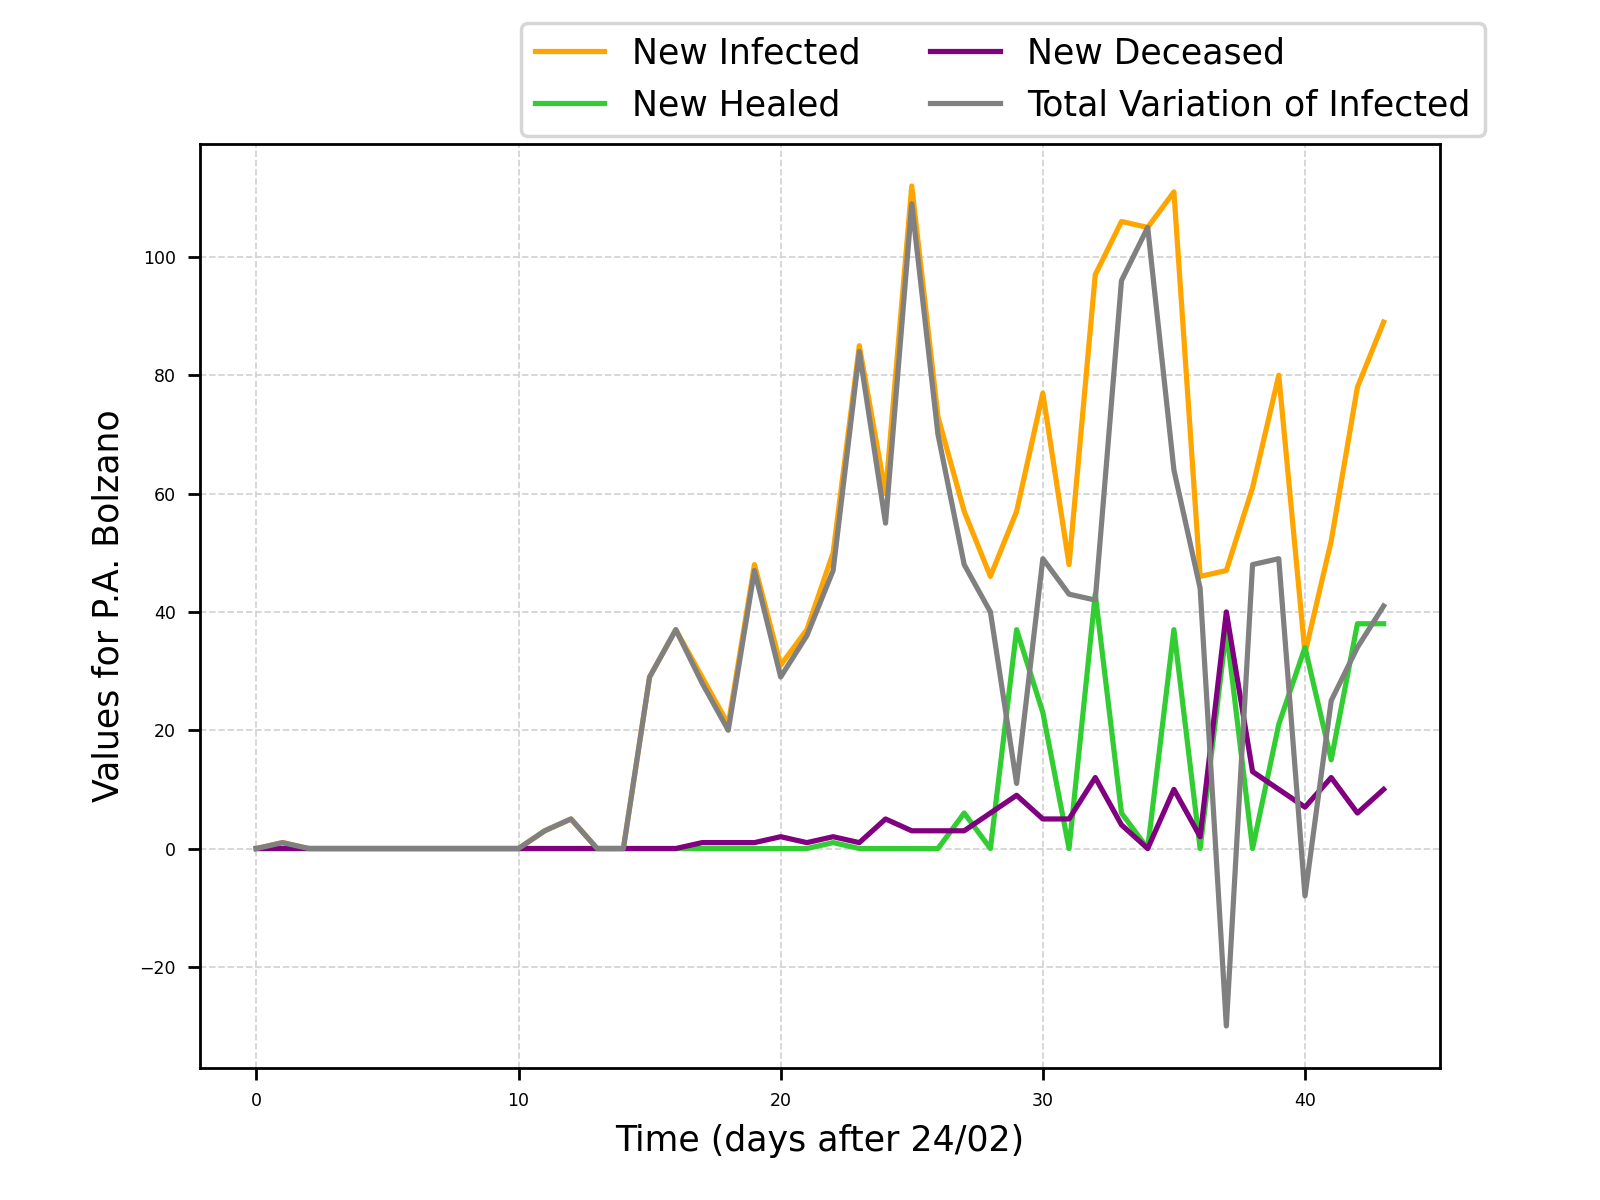 New Infected
New Healed
New Deceased
Total Variation of Infected
Values for P.A. Bolzano
100
80
60
40
20
0
−20
0 10 20 30 40
Time (days after 24/02)